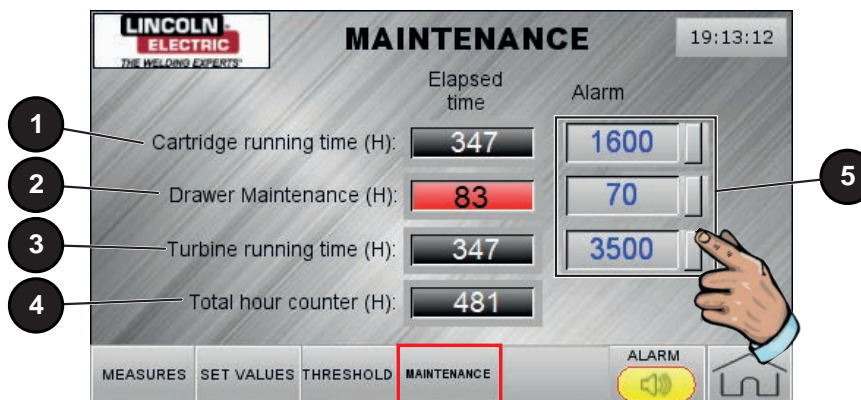 LINCOLN
ELECTRIC
THE WELDING EXPERTS®
MAINTENANCE
19:13:12
Elapsed
time
Alarm
1
Cartridge running time (H):
347
1600
2
Drawer Maintenance (H):
83
70
5
3
Turbine running time (H):
347
3500
4
Total hour counter (H):
481
MEASURES
SET VALUES
THRESHOLD
MAINTENANCE
ALARM